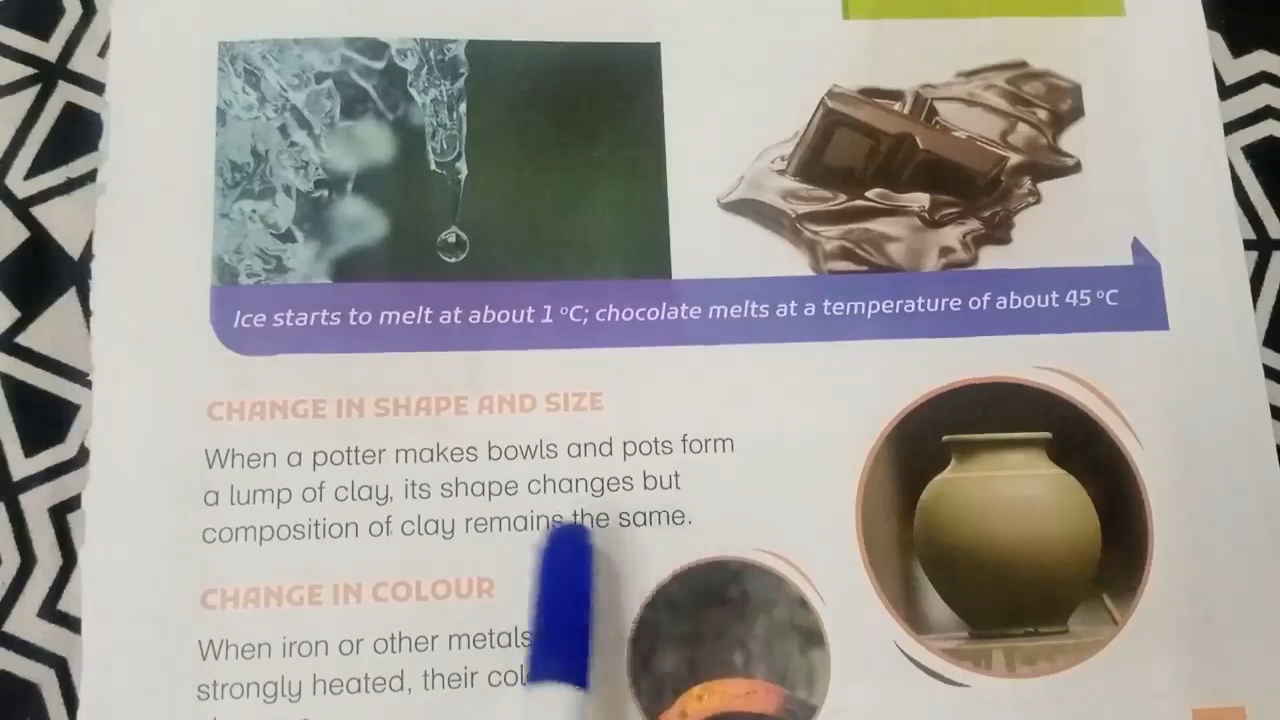 Ice starts to melt at about 1 °C; chocolate melts at a temperature of about 45 °C
CHANGE IN SHAPE AND SIZE
When a potter makes bowls and pots form
a lump of clay, its shape changes but
composition of clay remains the same.
CHANGE IN COLOUR
When iron or other metals
strongly heated, their col